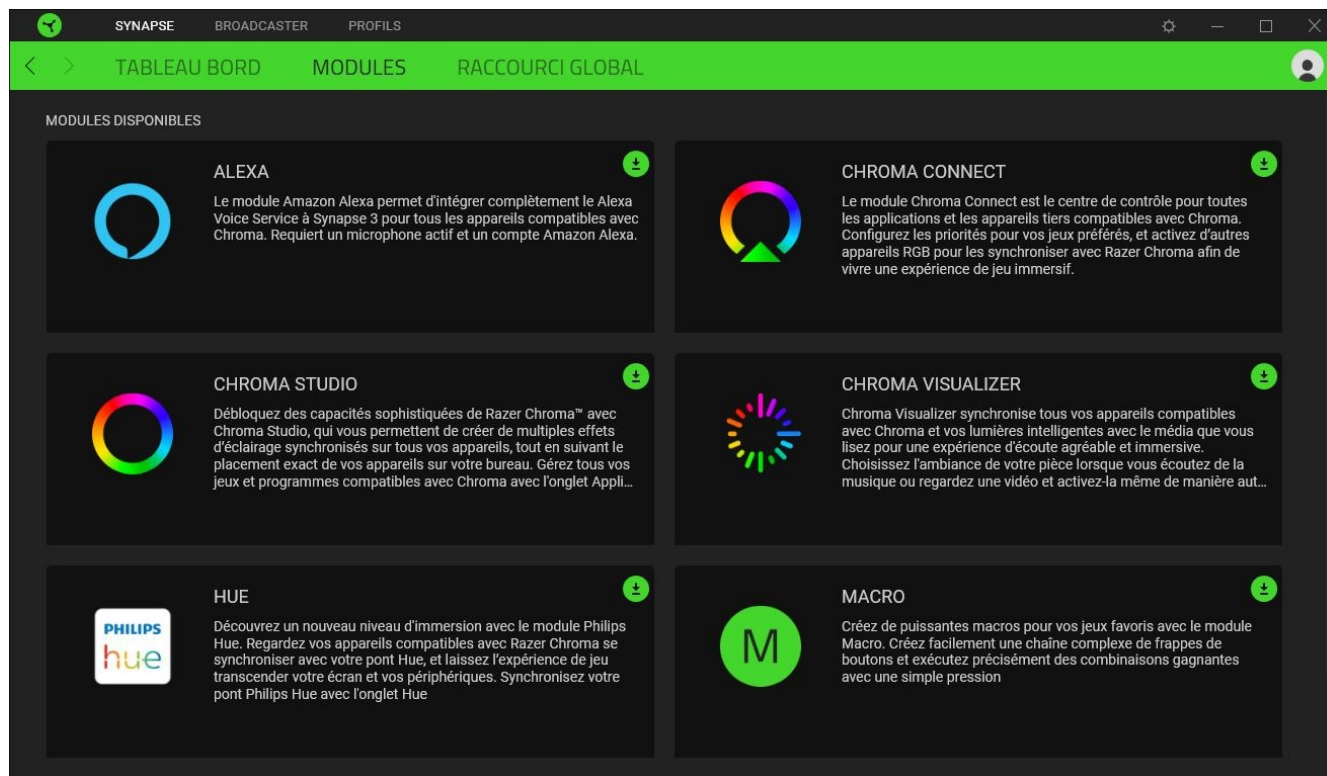 SYNAPSE BROADCASTER PROFILS
TABLEAU BORD MODULES RACCOURCI GLOBAL
MODULES DISPONIBLES
ALEXA
Le module Amazon Alexa permet d'intégrer complètement le Alexa
Voice Service à Synapse 3 pour tous les appareils compatibles avec
Chroma. Requiert un microphone actif et un compte Amazon Alexa.
CHROMA CONNECT
Le module Chroma Connect est le centre de contrôle pour toutes
les applications et les appareils tiers compatibles avec Chroma.
Configurez les priorités pour vos jeux préférés, et activez d'autres
appareils RGB pour les synchroniser avec Razer Chroma afin de
vivre une expérience de jeu immersif.
CHROMA STUDIO
Débloquez des capacités sophistiquées de Razer Chroma™ avec
Chroma Studio, qui vous permettent de créer de multiples effets
d'éclairage synchronisés sur tous vos appareils, tout en suivant le
placement exact de vos appareils sur votre bureau. Gérez tous vos
jeux et programmes compatibles avec Chroma avec l'onglet Appli...
CHROMA VISUALIZER
Chroma Visualizer synchronise tous vos appareils compatibles
avec Chroma et vos lumières intelligentes avec le média que vous
lisez pour une expérience d'écoute agréable et immersive.
Choisissez l'ambiance de votre pièce lorsque vous écoutez de la
musique ou regardez une vidéo et activez-la même de manière aut...
PHILIPS
hue
HUE
Découvrez un nouveau niveau d'immersion avec le module Philips
Hue. Regardez vos appareils compatibles avec Razer Chroma se
synchroniser avec votre pont Hue, et laissez l'expérience de jeu
transcender votre écran et vos périphériques. Synchronisez votre
pont Philips Hue avec l'onglet Hue
M
MACRO
Créez de puissantes macros pour vos jeux favoris avec le module
Macro. Créez facilement une chaîne complexe de frappes de
boutons et exécutez précisément des combinaisons gagnantes
avec une simple pression